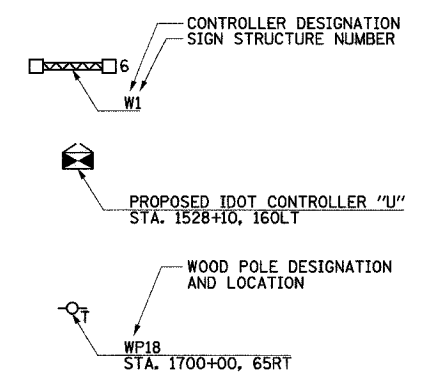 CONTROLLER DESIGNATION
SIGN STRUCTURE NUMBER
6
W1
PROPOSED IDOT CONTROLLER "U"
STA. 1528+10, 160LT
WOOD POLE DESIGNATION
AND LOCATION
T
WP18
STA. 1700+00, 65RT